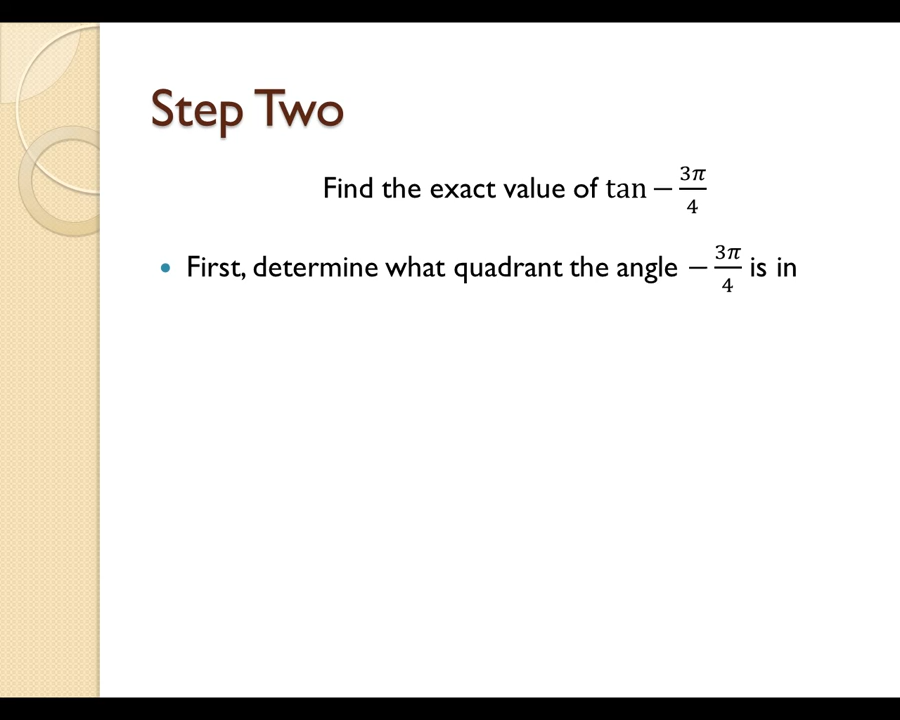 Step Two
Find the exact value of tan − 3π/4
• First, determine what quadrant the angle − 3π/4 is in